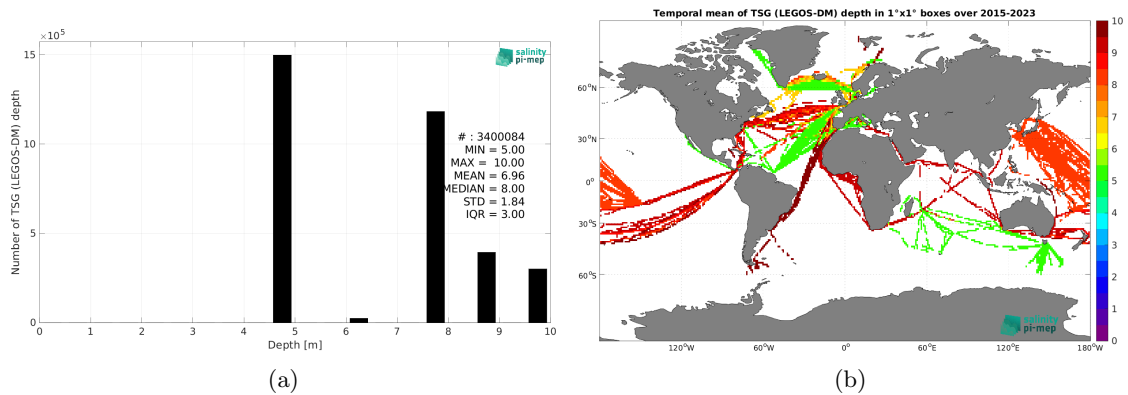 ×10⁵
15
10
5
0
Number of TSG (LEGOS-DM) depth
salinity
pi-mep
# : 3400084
MIN = 5.00
MAX = 10.00
MEAN = 6.96
MEDIAN = 8.00
STD = 1.84
IQR = 3.00
0 1 2 3 4 5 6 7 8 9 10
Depth [m]
(a)
Temporal mean of TSG (LEGOS-DM) depth in 1°x1° boxes over 2015-2023
60°N
30°N
0°
30°S
60°S
120°W 60°W 0° 60°E 120°E 180°W
salinity
pi-mep
10
9
8
7
6
5
4
3
2
1
0
(b)